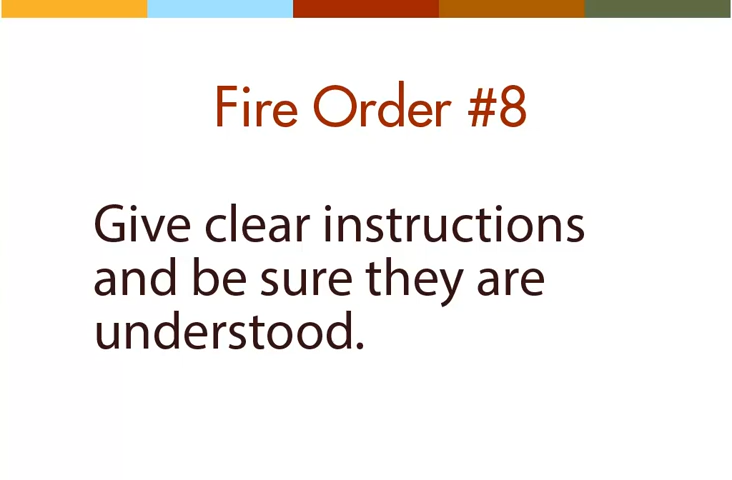 Fire Order #8
Give clear instructions
and be sure they are
understood.